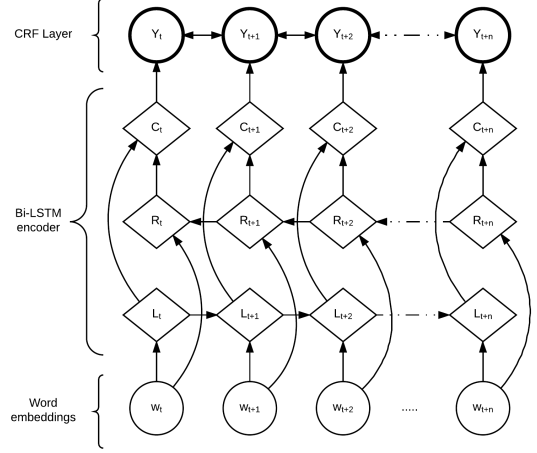 CRF Layer
Yt Yt+1 Yt+2 Yt+n
Ct Ct+1 Ct+2 Ct+n
Bi-LSTM
encoder
Rt Rt+1 Rt+2 Rt+n
Lt Lt+1 Lt+2 Lt+n
Word
embeddings
wt wt+1 wt+2 ..... wt+n